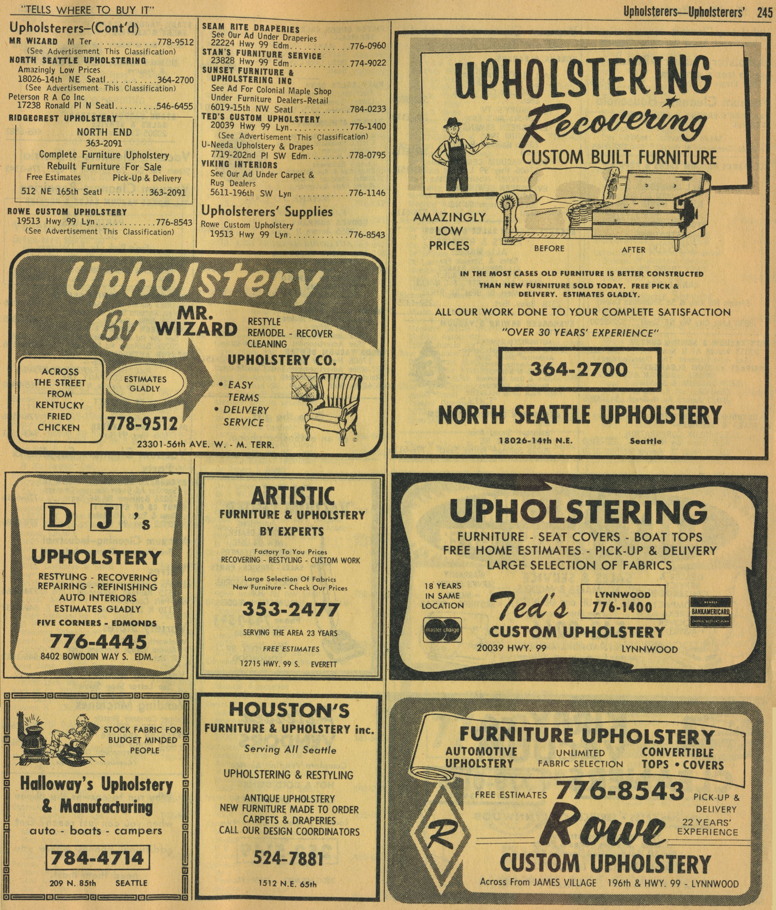 "TELLS WHERE TO BUY IT"
Upholsterers—Upholsterers' 245
Upholsterers—(Cont'd)
MR WIZARD M Ter ................778-9512
(See Advertisement This Classification)
NORTH SEATTLE UPHOLSTERING
Amazingly Low Prices
18026-14th NE Seatl ............364-2700
(See Advertisement This Classification)
Peterson R A Co Inc
17238 Ronald Pl N Seatl.........546-6455
RIDGECREST UPHOLSTERY
NORTH END
363-2091
Complete Furniture Upholstery
Rebuilt Furniture For Sale
Free Estimates Pick-Up & Delivery
512 NE 165th Seatl ..........363-2091
ROWE CUSTOM UPHOLSTERY
19513 Hwy 99 Lyn...............776-8543
(See Advertisement This Classification)
SEAM RITE DRAPERIES
See Our Ad Under Draperies
22224 Hwy 99 Edm..............776-0960
STAN'S FURNITURE SERVICE
23828 Hwy 99 Edm..............774-9022
SUNSET FURNITURE &
UPHOLSTERING INC
See Ad For Colonial Maple Shop
Under Furniture Dealers-Retail
6019-15th NW Seatl ............784-0233
TED'S CUSTOM UPHOLSTERY
20039 Hwy 99 Lyn..............776-1400
(See Advertisement This Classification)
U-Needa Upholstery & Drapes
7719-202nd Pl SW Edm..........778-0795
VIKING INTERIORS
See Our Ad Under Carpet &
Rug Dealers
5611-196th SW Lyn .............776-1146
Upholsterers' Supplies
Rowe Custom Upholstery
19513 Hwy 99 Lyn..............776-8543
UPHOLSTERING
Recovering
CUSTOM BUILT FURNITURE
AMAZINGLY
LOW
PRICES
BEFORE AFTER
IN THE MOST CASES OLD FURNITURE IS BETTER CONSTRUCTED
THAN NEW FURNITURE SOLD TODAY. FREE PICK &
DELIVERY. ESTIMATES GLADLY.
ALL OUR WORK DONE TO YOUR COMPLETE SATISFACTION
"OVER 30 YEARS' EXPERIENCE"
364-2700
NORTH SEATTLE UPHOLSTERY
18026-14th N.E. Seattle
Upholstery
By MR. WIZARD
RESTYLE
REMODEL - RECOVER
CLEANING
UPHOLSTERY CO.
ACROSS
THE STREET
FROM
KENTUCKY
FRIED
CHICKEN
ESTIMATES
GLADLY
• EASY
TERMS
• DELIVERY
SERVICE
778-9512
23301-56th AVE. W. - M. TERR.
D J's
UPHOLSTERY
RESTYLING - RECOVERING
REPAIRING - REFINISHING
AUTO INTERIORS
ESTIMATES GLADLY
FIVE CORNERS - EDMONDS
776-4445
8402 BOWDOIN WAY S. EDM.
ARTISTIC
FURNITURE & UPHOLSTERY
BY EXPERTS
Factory To You Prices
RECOVERING - RESTYLING - CUSTOM WORK
Large Selection Of Fabrics
New Furniture - Check Our Prices
353-2477
SERVING THE AREA 23 YEARS
FREE ESTIMATES
12715 HWY. 99 S. EVERETT
UPHOLSTERING
FURNITURE - SEAT COVERS - BOAT TOPS
FREE HOME ESTIMATES - PICK-UP & DELIVERY
LARGE SELECTION OF FABRICS
18 YEARS
IN SAME
LOCATION
master charge
Ted's
LYNNWOOD
776-1400
BANKAMERICARD
CUSTOM UPHOLSTERY
20039 HWY. 99 LYNNWOOD
STOCK FABRIC FOR
BUDGET MINDED
PEOPLE
Halloway's Upholstery
& Manufacturing
auto - boats - campers
784-4714
209 N. 85th SEATTLE
HOUSTON'S
FURNITURE & UPHOLSTERY inc.
Serving All Seattle
UPHOLSTERING & RESTYLING
ANTIQUE UPHOLSTERY
NEW FURNITURE MADE TO ORDER
CARPETS & DRAPERIES
CALL OUR DESIGN COORDINATORS
524-7881
1512 N.E. 65th
FURNITURE UPHOLSTERY
AUTOMOTIVE
UPHOLSTERY
UNLIMITED
FABRIC SELECTION
CONVERTIBLE
TOPS • COVERS
FREE ESTIMATES 776-8543 PICK-UP &
DELIVERY
22 YEARS'
EXPERIENCE
R
Rowe
CUSTOM UPHOLSTERY
Across From JAMES VILLAGE 196th & HWY. 99 - LYNNWOOD